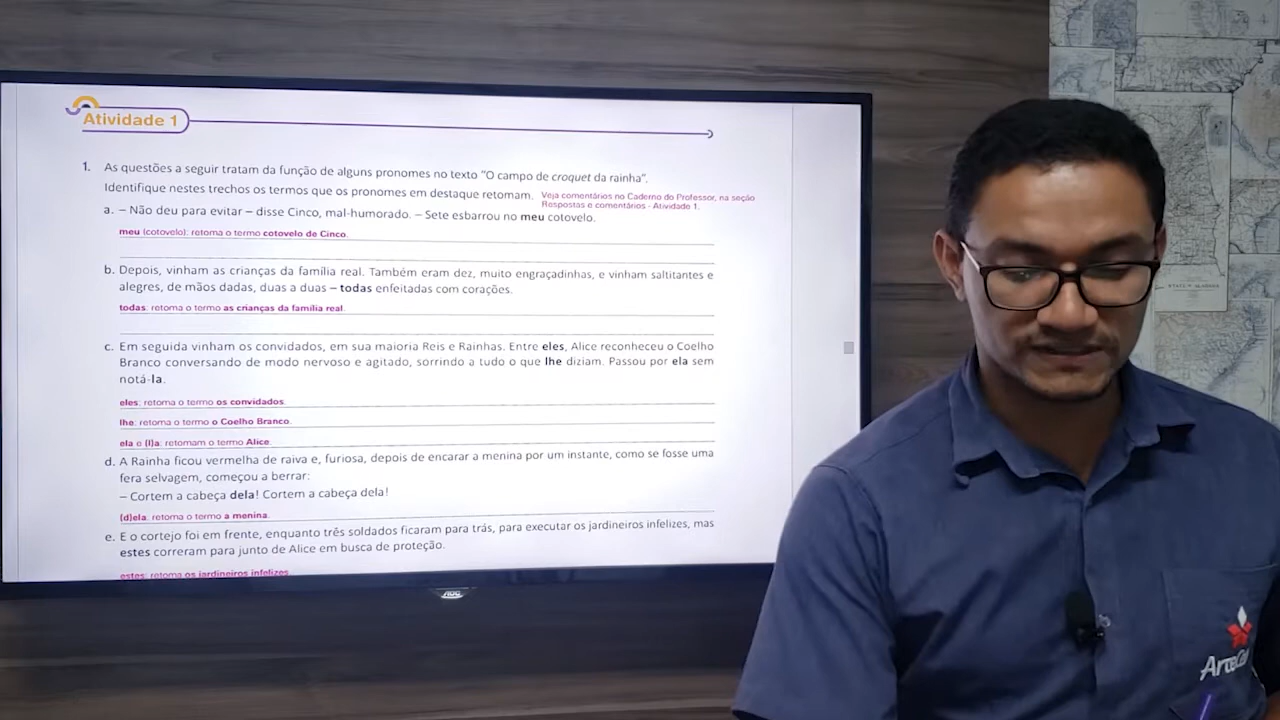 Atividade 1
1. As questões a seguir tratam da função de alguns pronomes no texto "O campo de croquet da rainha".
Identifique nestes trechos os termos que os pronomes em destaque retomam. Veja comentários no Caderno do Professor, na seção
Respostas e comentários - Atividade 1.
a. – Não deu para evitar – disse Cinco, mal-humorado. – Sete esbarrou no meu cotovelo.
meu (cotovelo): retoma o termo cotovelo de Cinco.
b. Depois, vinham as crianças da família real. Também eram dez, muito engraçadinhas, e vinham saltitantes e
alegres, de mãos dadas, duas a duas – todas enfeitadas com corações.
todas: retoma o termo as crianças da família real.
c. Em seguida vinham os convidados, em sua maioria Reis e Rainhas. Entre eles, Alice reconheceu o Coelho
Branco conversando de modo nervoso e agitado, sorrindo a tudo o que lhe diziam. Passou por ela sem
notá-la.
eles: retoma o termo os convidados.
lhe: retoma o termo o Coelho Branco.
ela e (l)a: retomam o termo Alice.
d. A Rainha ficou vermelha de raiva e, furiosa, depois de encarar a menina por um instante, como se fosse uma
fera selvagem, começou a berrar:
– Cortem a cabeça dela! Cortem a cabeça dela!
(d)ela: retoma o termo a menina.
e. E o cortejo foi em frente, enquanto três soldados ficaram para trás, para executar os jardineiros infelizes, mas
estes correram para junto de Alice em busca de proteção.
estes: retoma os jardineiros infelizes.
AOC